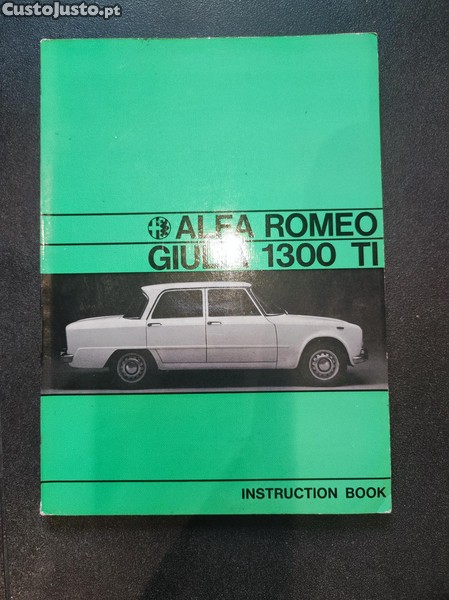 CustoJusto.pt
ALFA ROMEO
GIULIA 1300 TI
INSTRUCTION BOOK